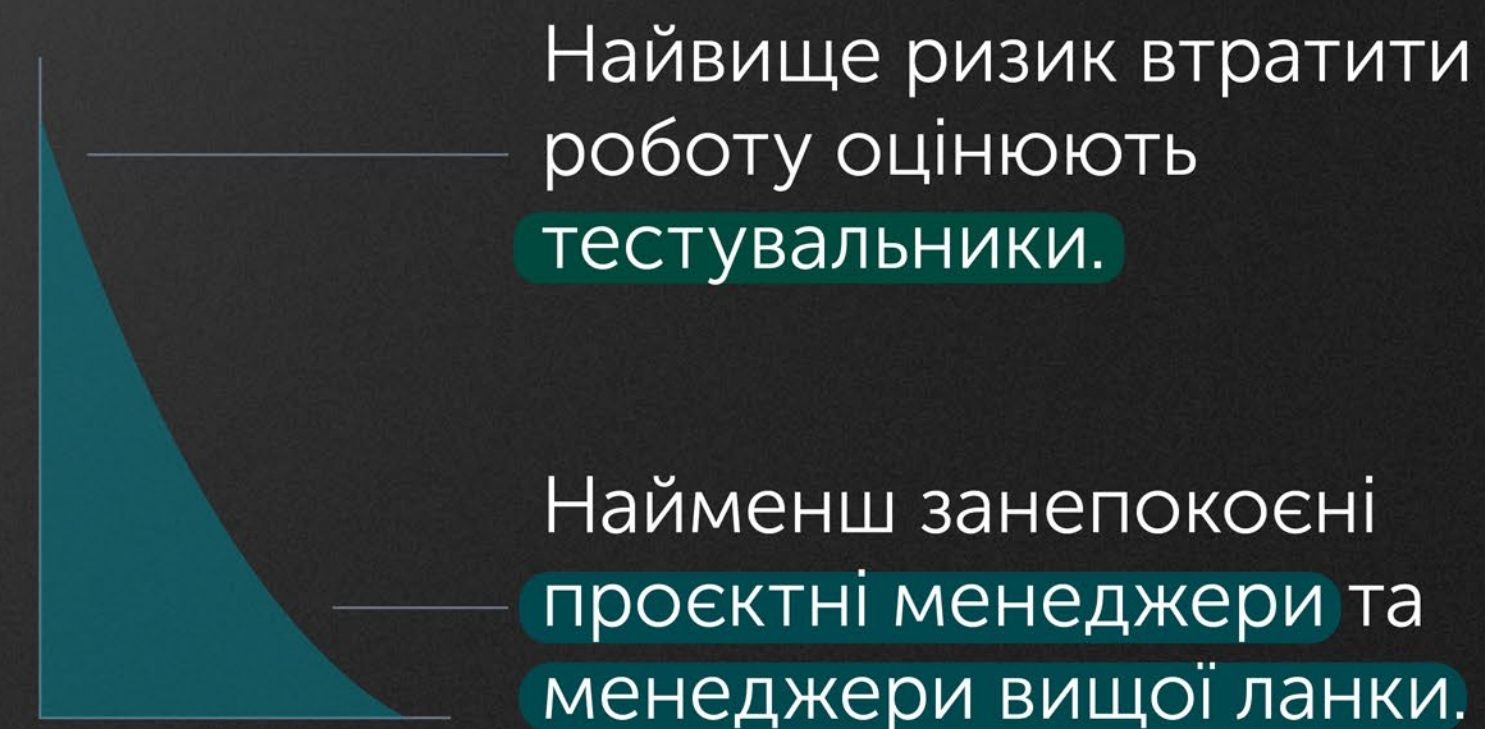 Найвище ризик втратити
роботу оцінюють
тестувальники.
Найменш занепокоєні
проєктні менеджери та
менеджери вищої ланки.